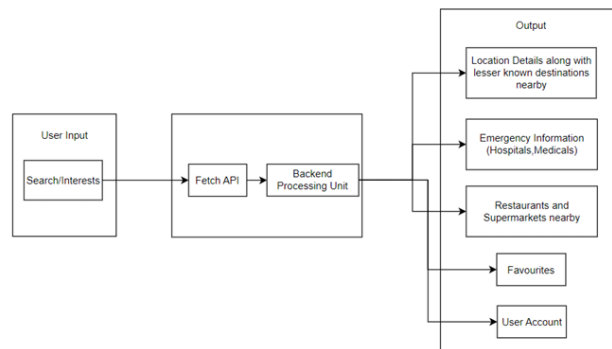 User Input
Search/Interests
Fetch API
Backend
Processing Unit
Output
Location Details along with
lesser known destinations
nearby
Emergency Information
(Hospitals,Medicals)
Restaurants and
Supermarkets nearby
Favourites
User Account